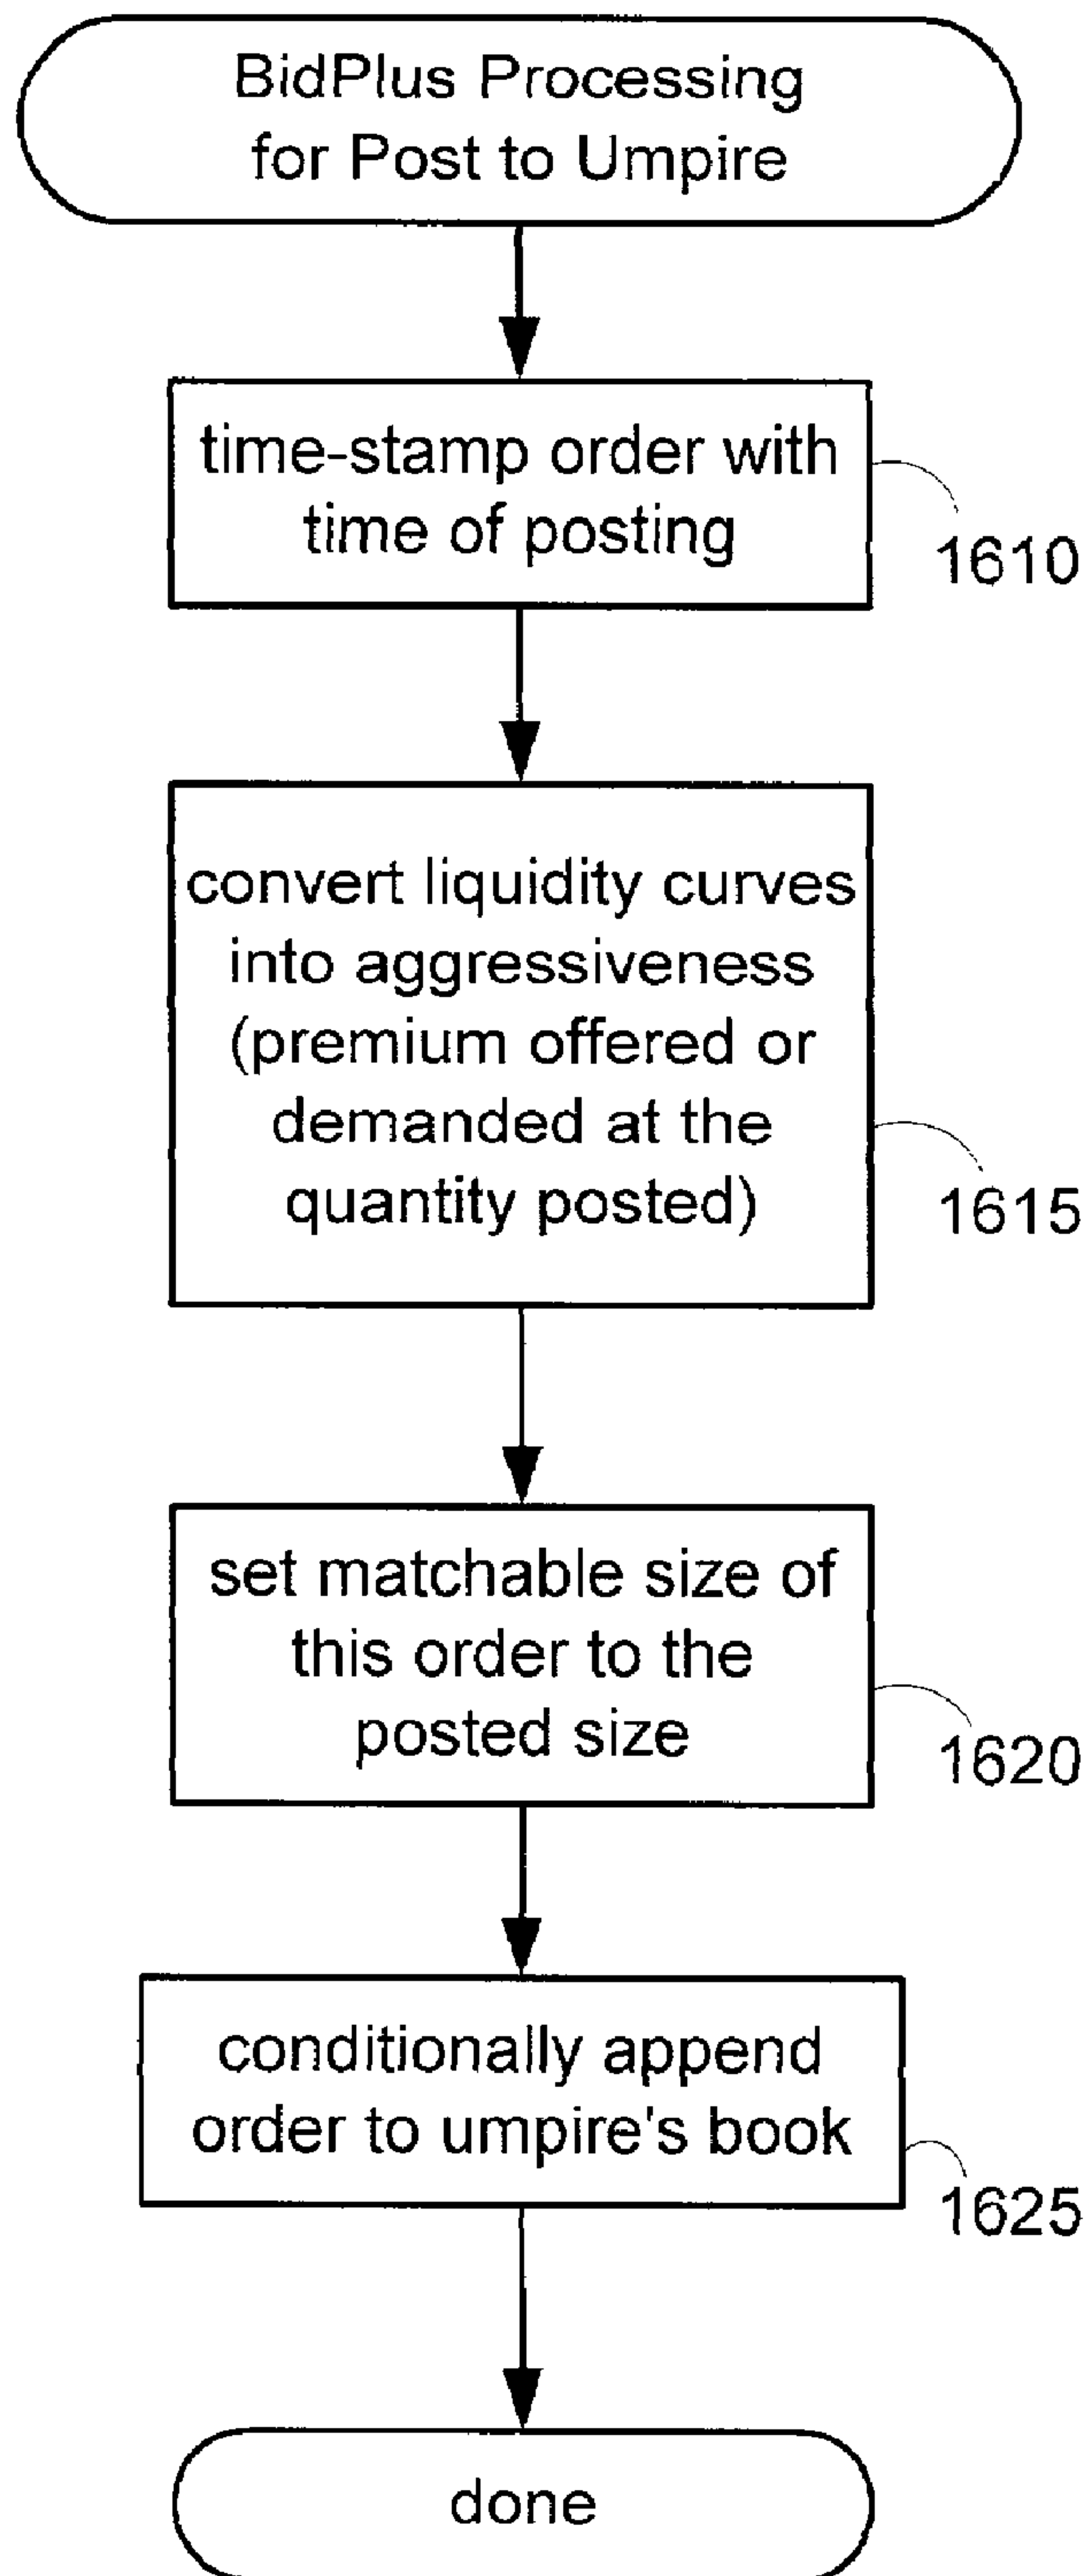 BidPlus Processing
for Post to Umpire
time-stamp order with
time of posting
1610
convert liquidity curves
into aggressiveness
(premium offered or
demanded at the
quantity posted)
1615
set matchable size of
this order to the
posted size
1620
conditionally append
order to umpire's book
1625
done